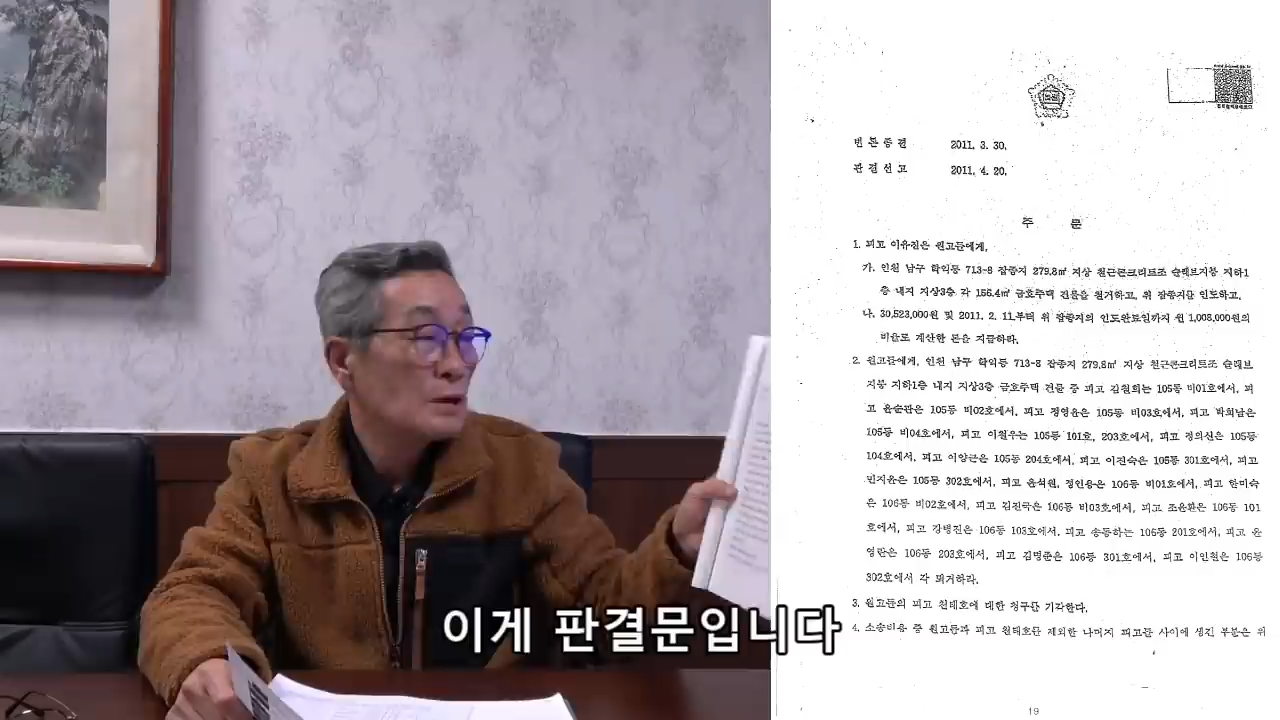 변론종결 2011. 3. 30.
판결선고 2011. 4. 20.
주 문
1. 피고 이유진은 원고들에게,
가. 인천 남구 학익동 713-8 잡종지 279.8㎡ 지상 철근콘크리트조 슬래브지붕 지하1
층 내지 지상3층 각 156.4㎡ 금호주택 건물을 철거하고, 위 잡종지를 인도하고,
나. 30,523,000원 및 2011. 2. 11.부터 위 잡종지의 인도완료일까지 월 1,008,000원의
비율로 계산한 돈을 지급하라.
2. 원고들에게, 인천 남구 학익동 713-8 잡종지 279.8㎡ 지상 철근콘크리트조 슬래브
지붕 지하1층 내지 지상3층 금호주택 건물 중 피고 김철희는 105동 비01호에서, 피
고 윤순관은 105동 비02호에서, 피고 정영윤은 105동 비03호에서, 피고 박희남은
105동 비04호에서, 피고 이철우는 105동 101호, 203호에서, 피고 정의선은 105동
104호에서, 피고 이양근은 105동 204호에서, 피고 이진숙은 105동 301호에서, 피고
민지윤은 105동 302호에서, 피고 윤석원, 정인용은 106동 비01호에서, 피고 한미숙
은 106동 비02호에서, 피고 김진국은 106동 비03호에서, 피고 조윤환은 106동 101
호에서, 피고 강병진은 106동 103호에서, 피고 송동하는 106동 201호에서, 피고 윤
영란은 106동 203호에서, 피고 김명준은 106동 301호에서, 피고 이인철은 106동
302호에서 각 퇴거하라.
3. 원고들의 피고 원태호에 대한 청구를 기각한다.
4. 소송비용 중 원고들과 피고 원태호를 제외한 나머지 피고들 사이에 생긴 부분은 위
19
이게 판결문입니다